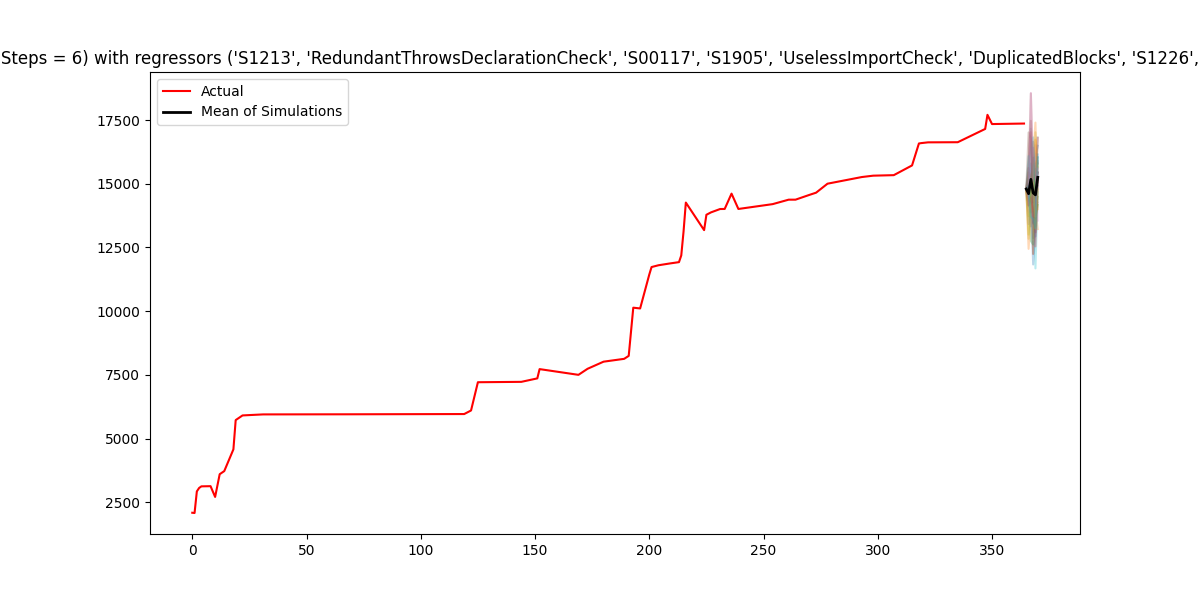 Steps = 6) with regressors ('S1213', 'RedundantThrowsDeclarationCheck', 'S00117', 'S1905', 'UselessImportCheck', 'DuplicatedBlocks', 'S1226',
Actual
Mean of Simulations
17500
15000
12500
10000
7500
5000
2500
0 50 100 150 200 250 300 350